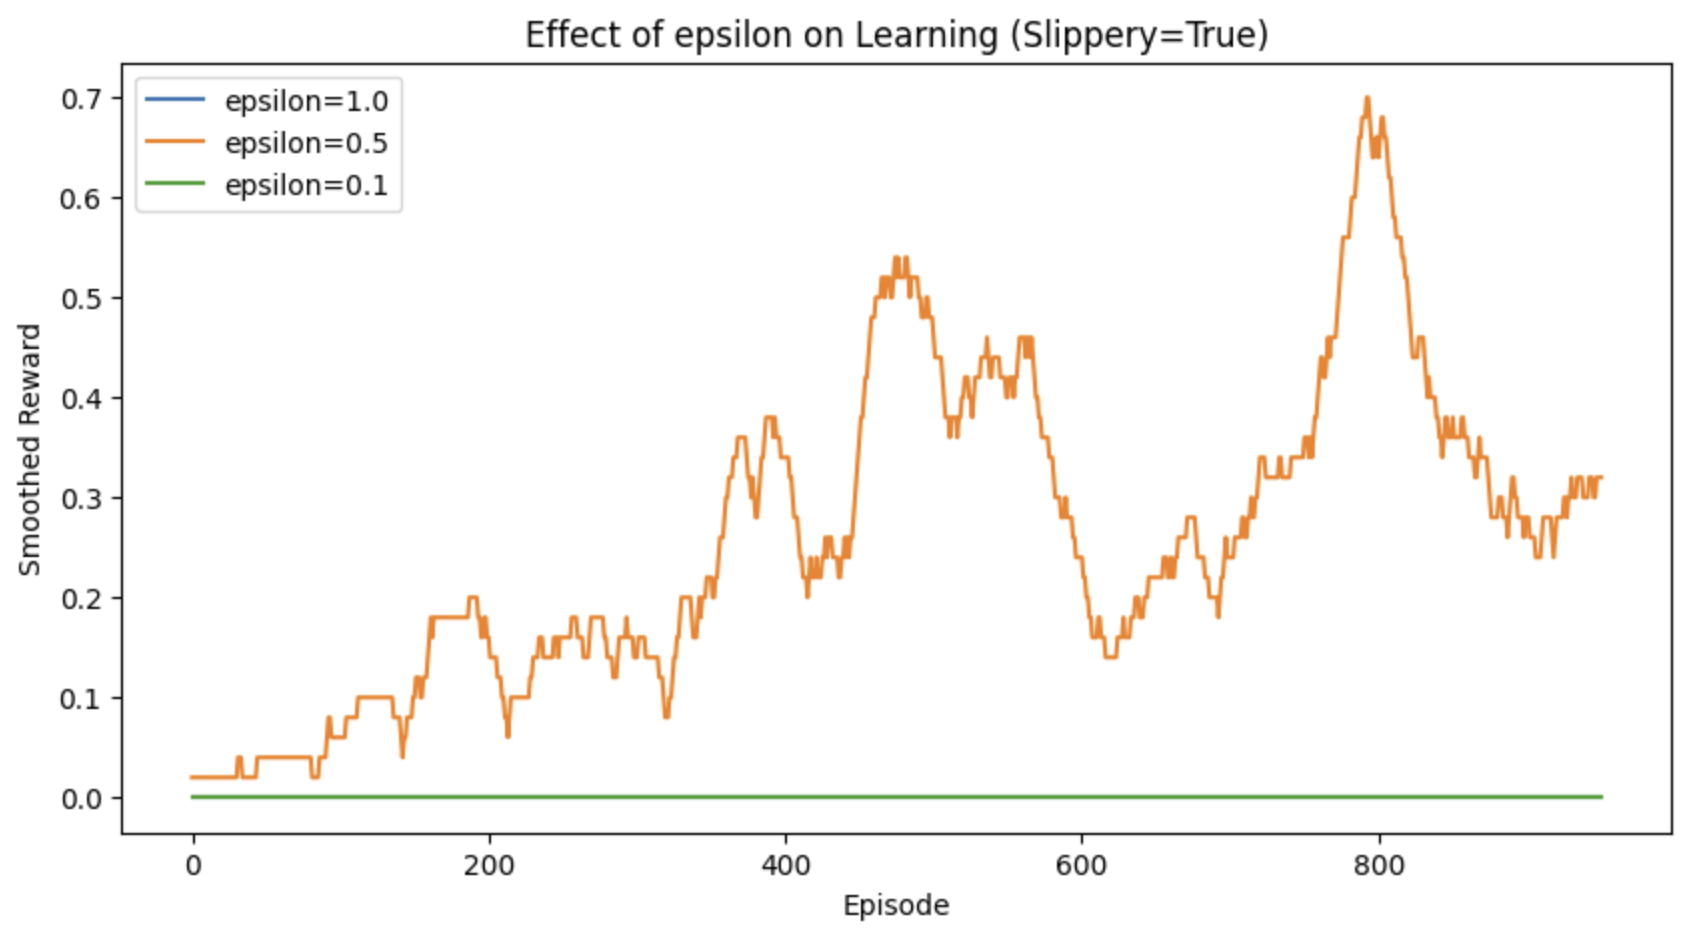 Effect of epsilon on Learning (Slippery=True)
epsilon=1.0
epsilon=0.5
epsilon=0.1
Smoothed Reward
0.7
0.6
0.5
0.4
0.3
0.2
0.1
0.0
0 200 400 600 800
Episode